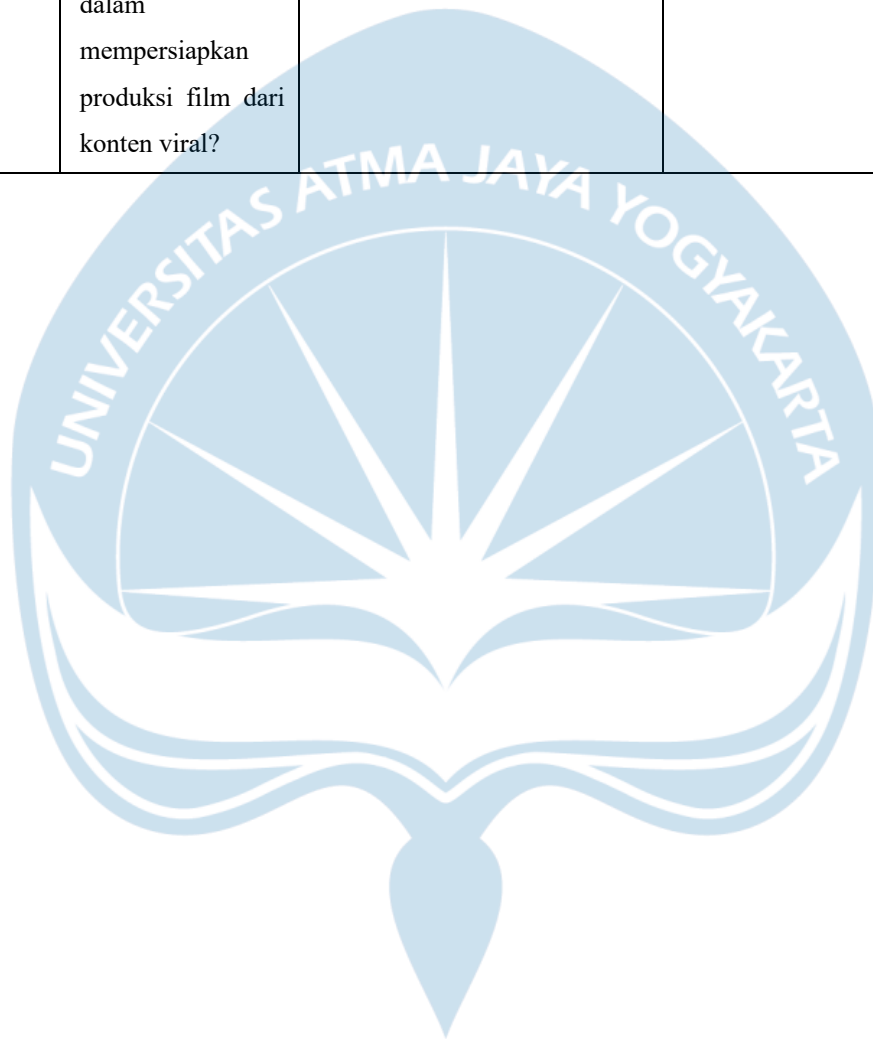 dalam
mempersiapkan
produksi film dari
konten viral?
UNIVERSITAS ATMA JAYA YOGYAKARTA